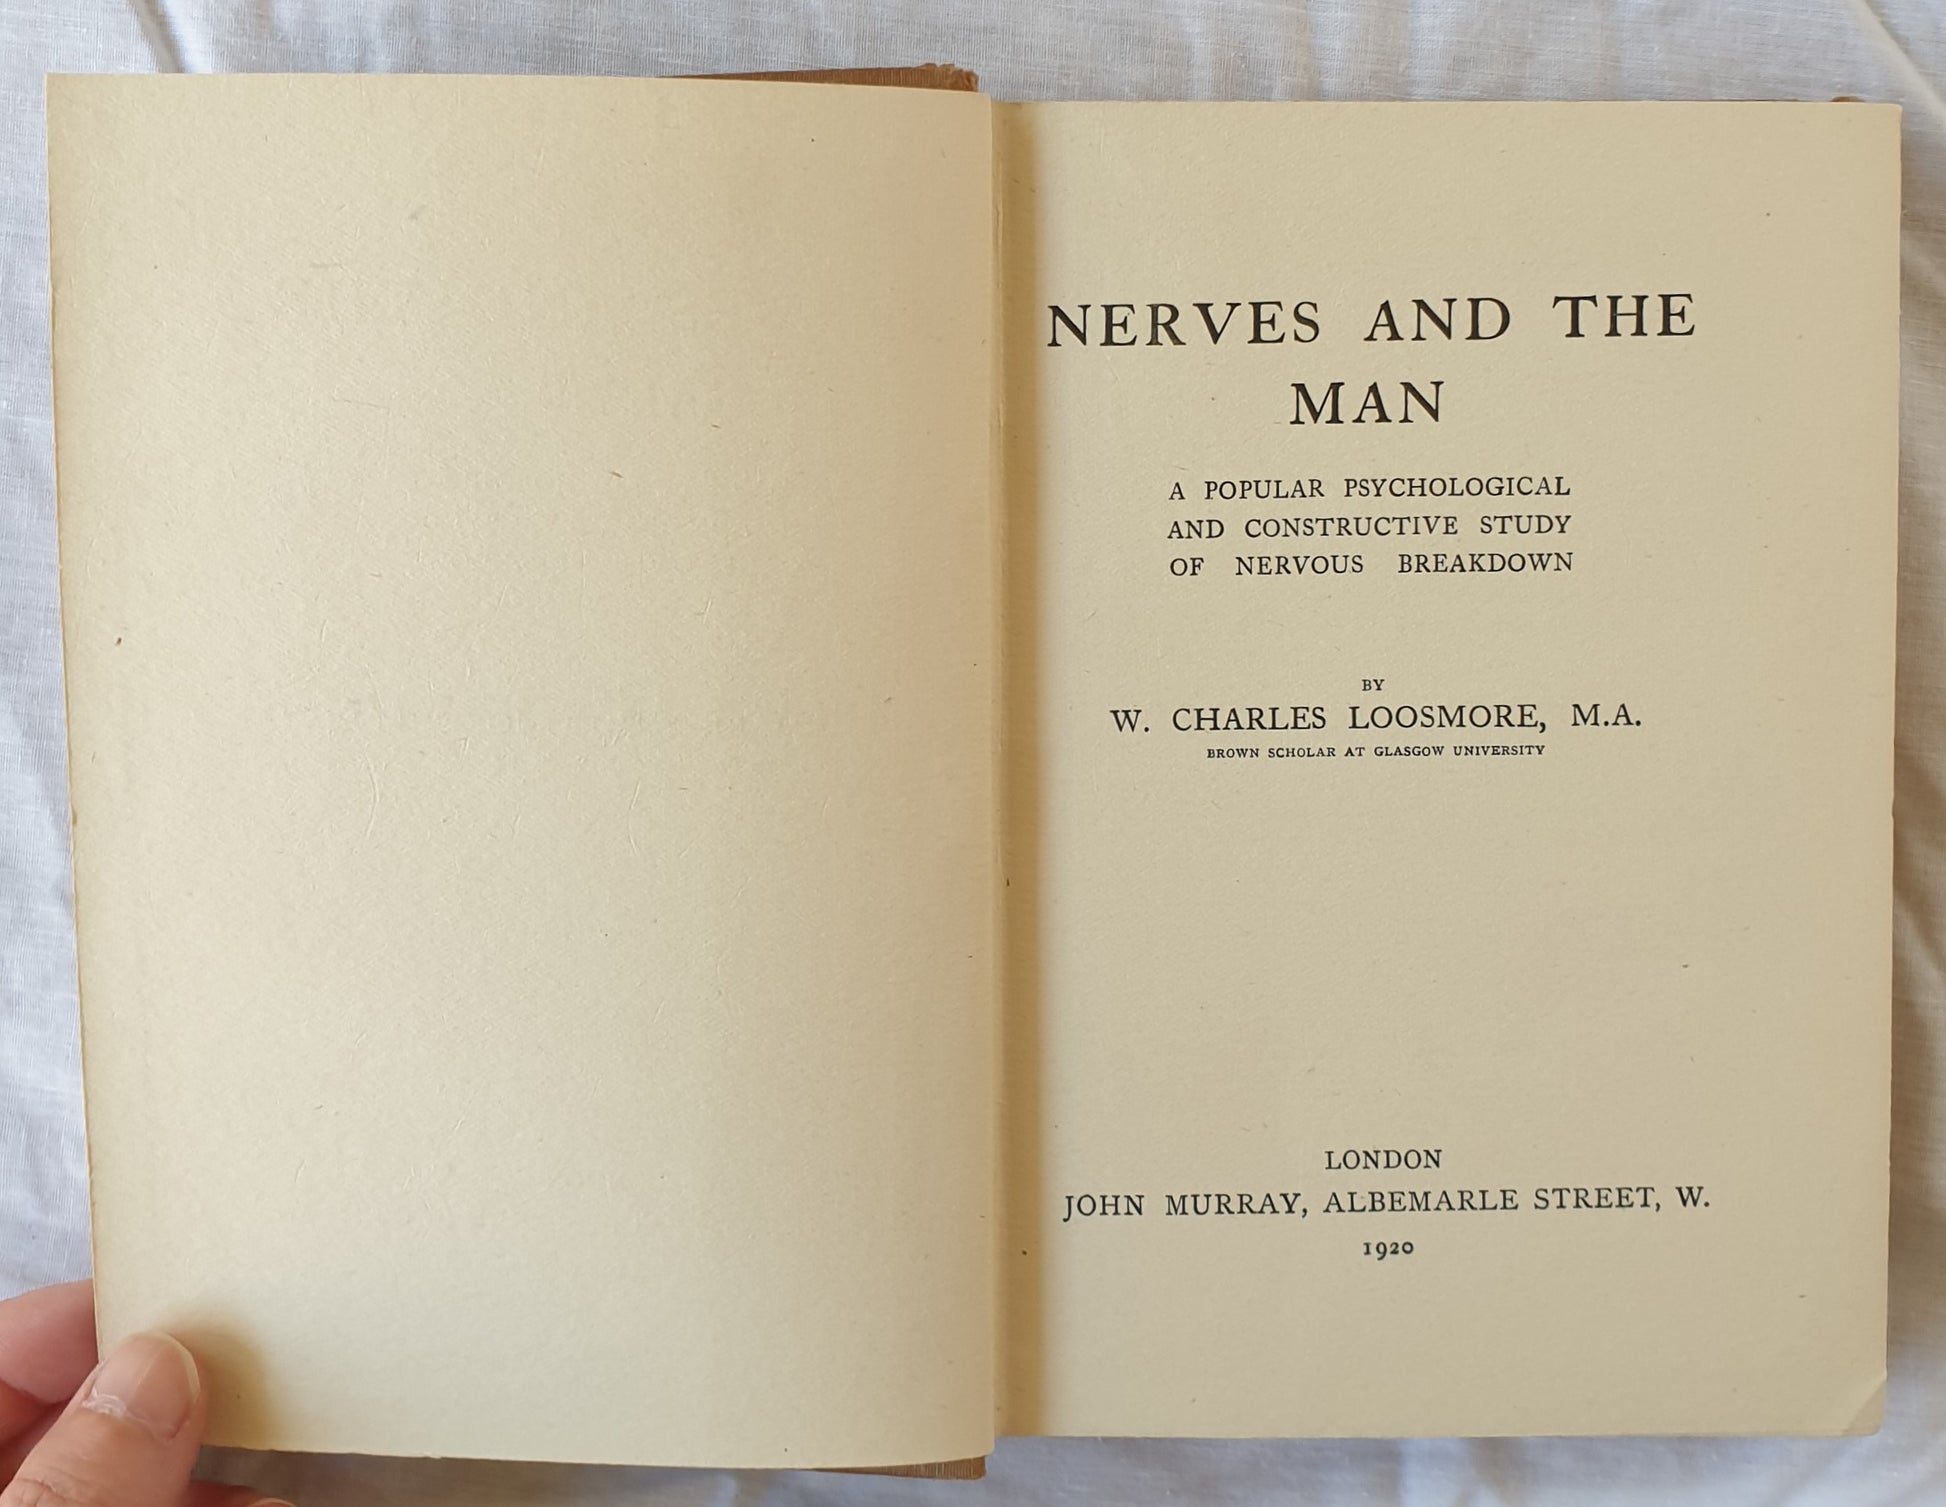 NERVES AND THE
MAN
A POPULAR PSYCHOLOGICAL
AND CONSTRUCTIVE STUDY
OF NERVOUS BREAKDOWN
BY
W. CHARLES LOOSMORE, M.A.
BROWN SCHOLAR AT GLASGOW UNIVERSITY
LONDON
JOHN MURRAY, ALBEMARLE STREET, W.
1920